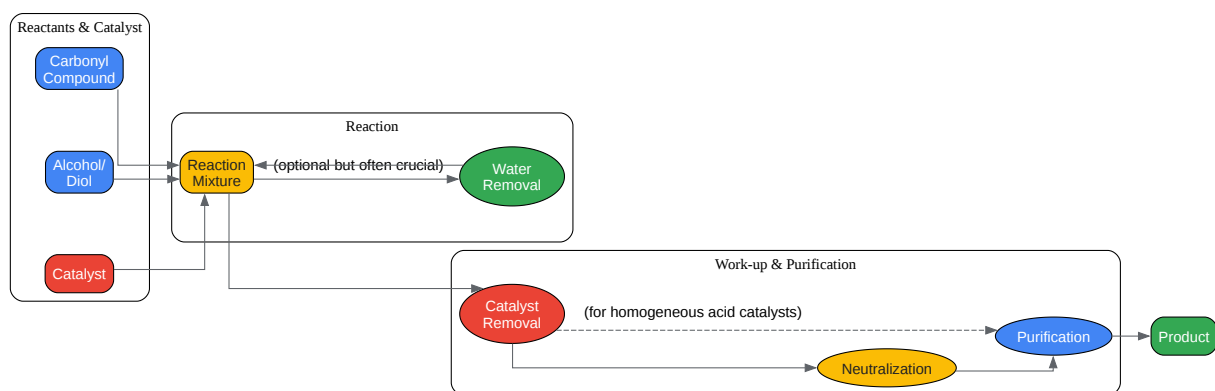 Reactants & Catalyst
Carbonyl
Compound
Alcohol/
Diol
Catalyst
Reaction
Reaction
Mixture
(optional but often crucial)
Water
Removal
Work-up & Purification
Catalyst
Removal
(for homogeneous acid catalysts)
Neutralization
Purification
Product